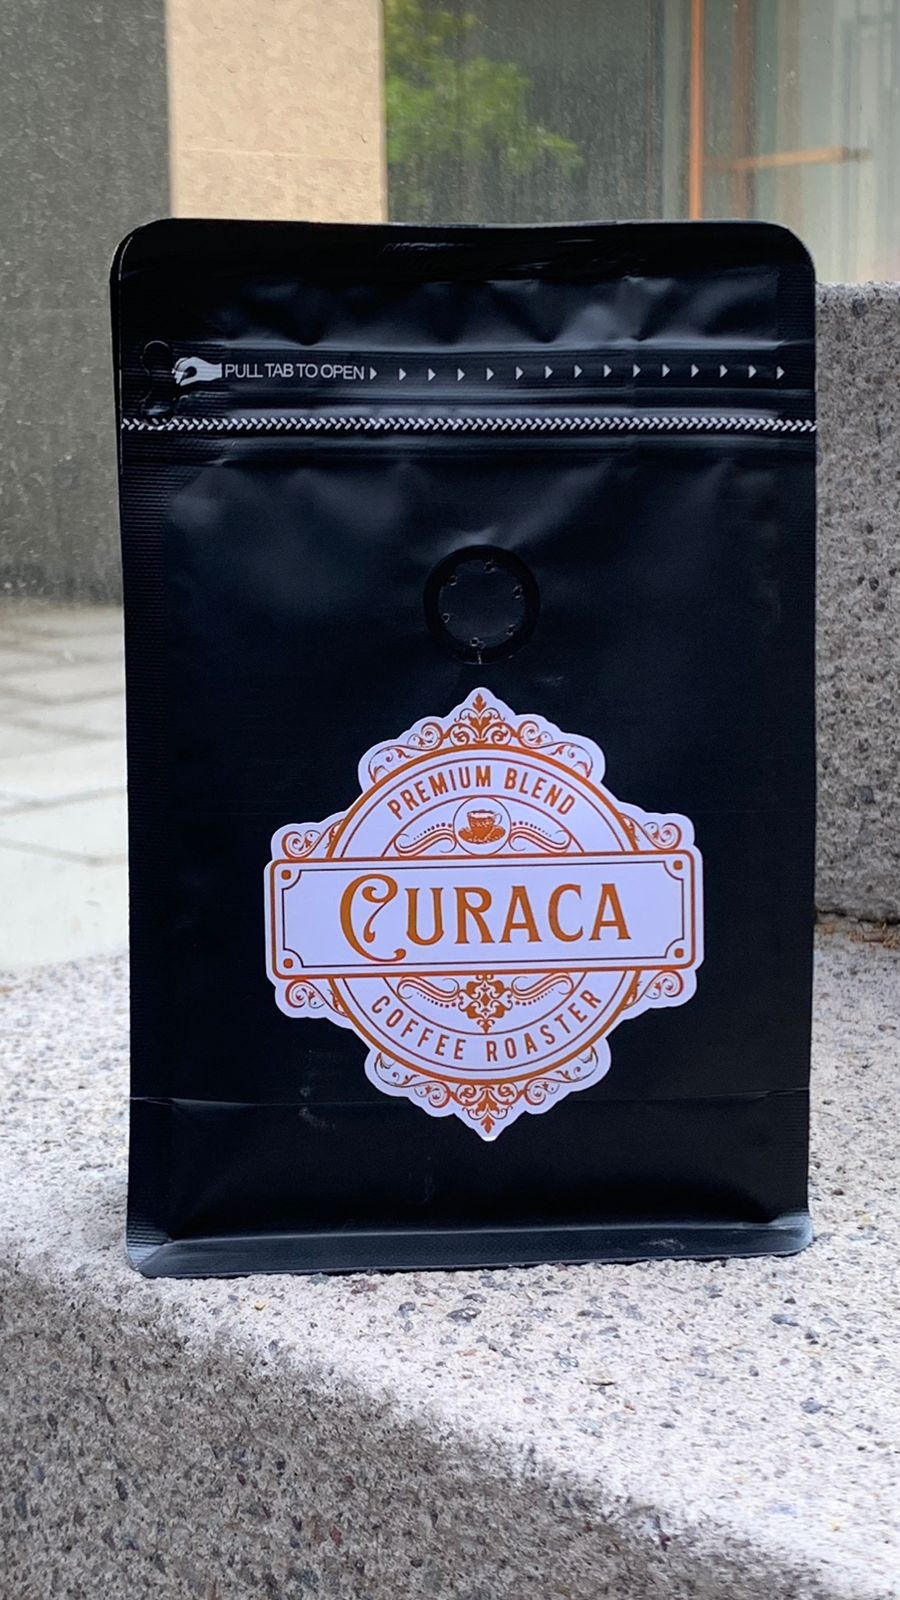 PULL TAB TO OPEN
PREMIUM BLEND
CURACA
COFFEE ROASTER